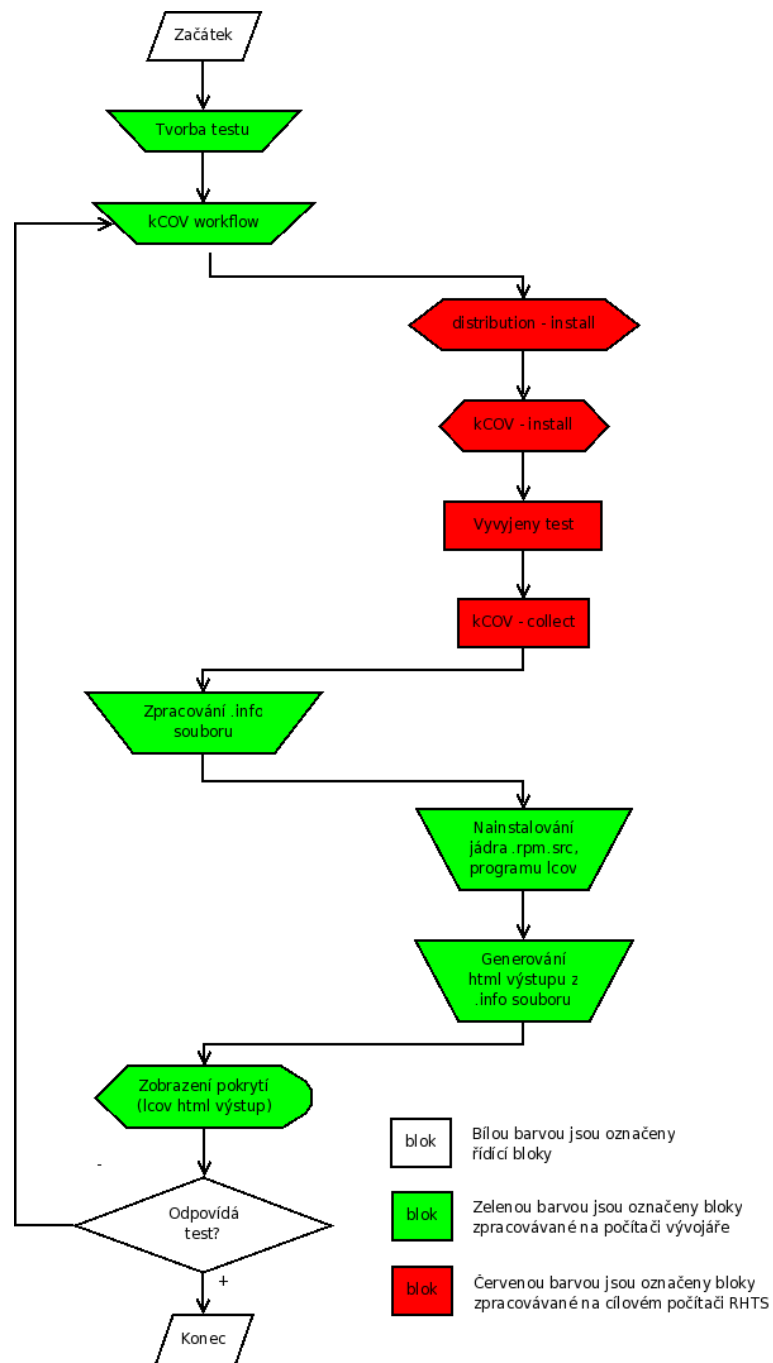 Začátek
Tvorba testu
kCOV workflow
distribution - install
kCOV - install
Vyvyjeny test
kCOV - collect
Zpracování .info
souboru
Nainstalování
jádra .rpm.src,
programu lcov
Generování
html výstupu z
.info souboru
Zobrazení pokrytí
(lcov html výstup)
-
Odpovídá
test?
+
Konec
blok
Bílou barvou jsou označeny
řídící bloky
blok
Zelenou barvou jsou označeny bloky
zpracovávané na počítači vývojáře
blok
Červenou barvou jsou označeny bloky
zpracovávané na cílovém počítači RHTS